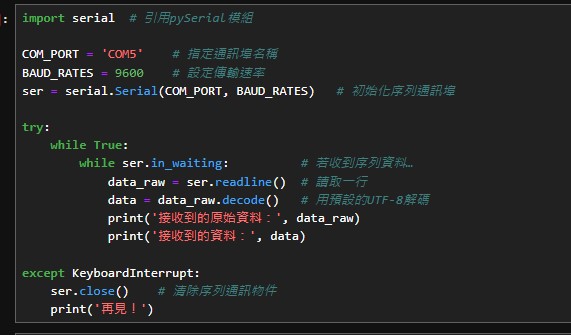 :
import serial  # 引用pySerial模組

COM_PORT = 'COM5'    # 指定通訊埠名稱
BAUD_RATES = 9600    # 設定傳輸速率
ser = serial.Serial(COM_PORT, BAUD_RATES)   # 初始化序列通訊埠

try:
    while True:
        while ser.in_waiting:          # 若收到序列資料…
            data_raw = ser.readline()  # 讀取一行
            data = data_raw.decode()   # 用預設的UTF-8解碼
            print('接收到的原始資料：', data_raw)
            print('接收到的資料：', data)

except KeyboardInterrupt:
    ser.close()    # 清除序列通訊物件
    print('再見！')